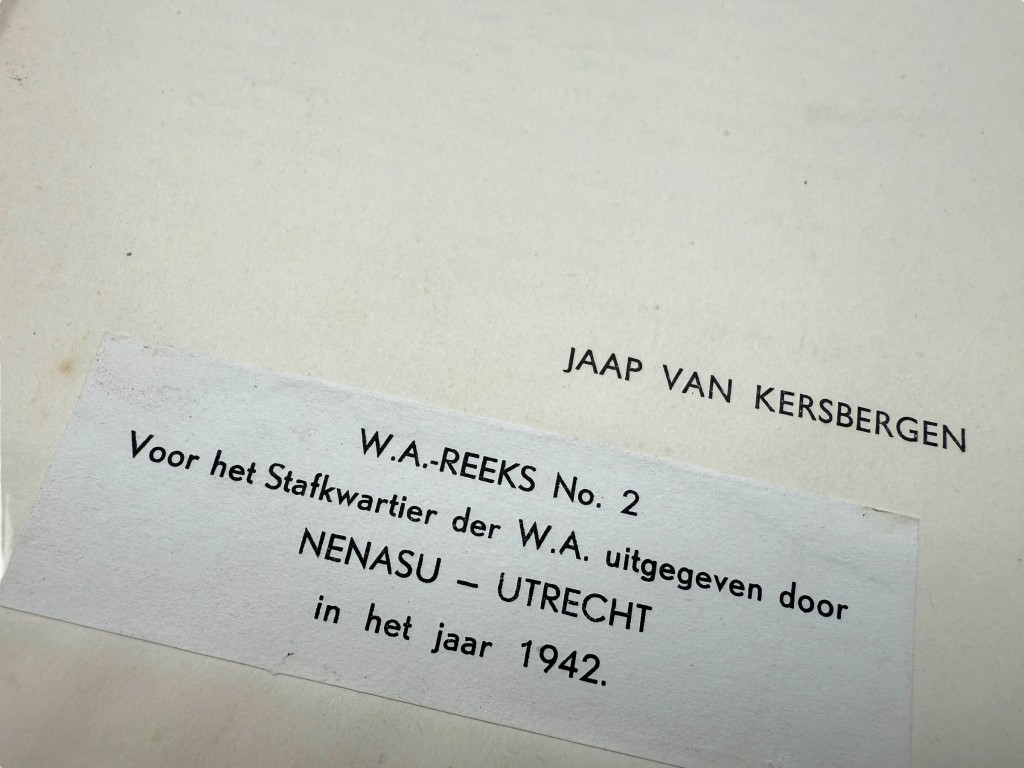 JAAP VAN KERSBERGEN
W.A.-REEKS No. 2
Voor het Stafkwartier der W.A. uitgegeven door
NENASU – UTRECHT
in het jaar 1942.